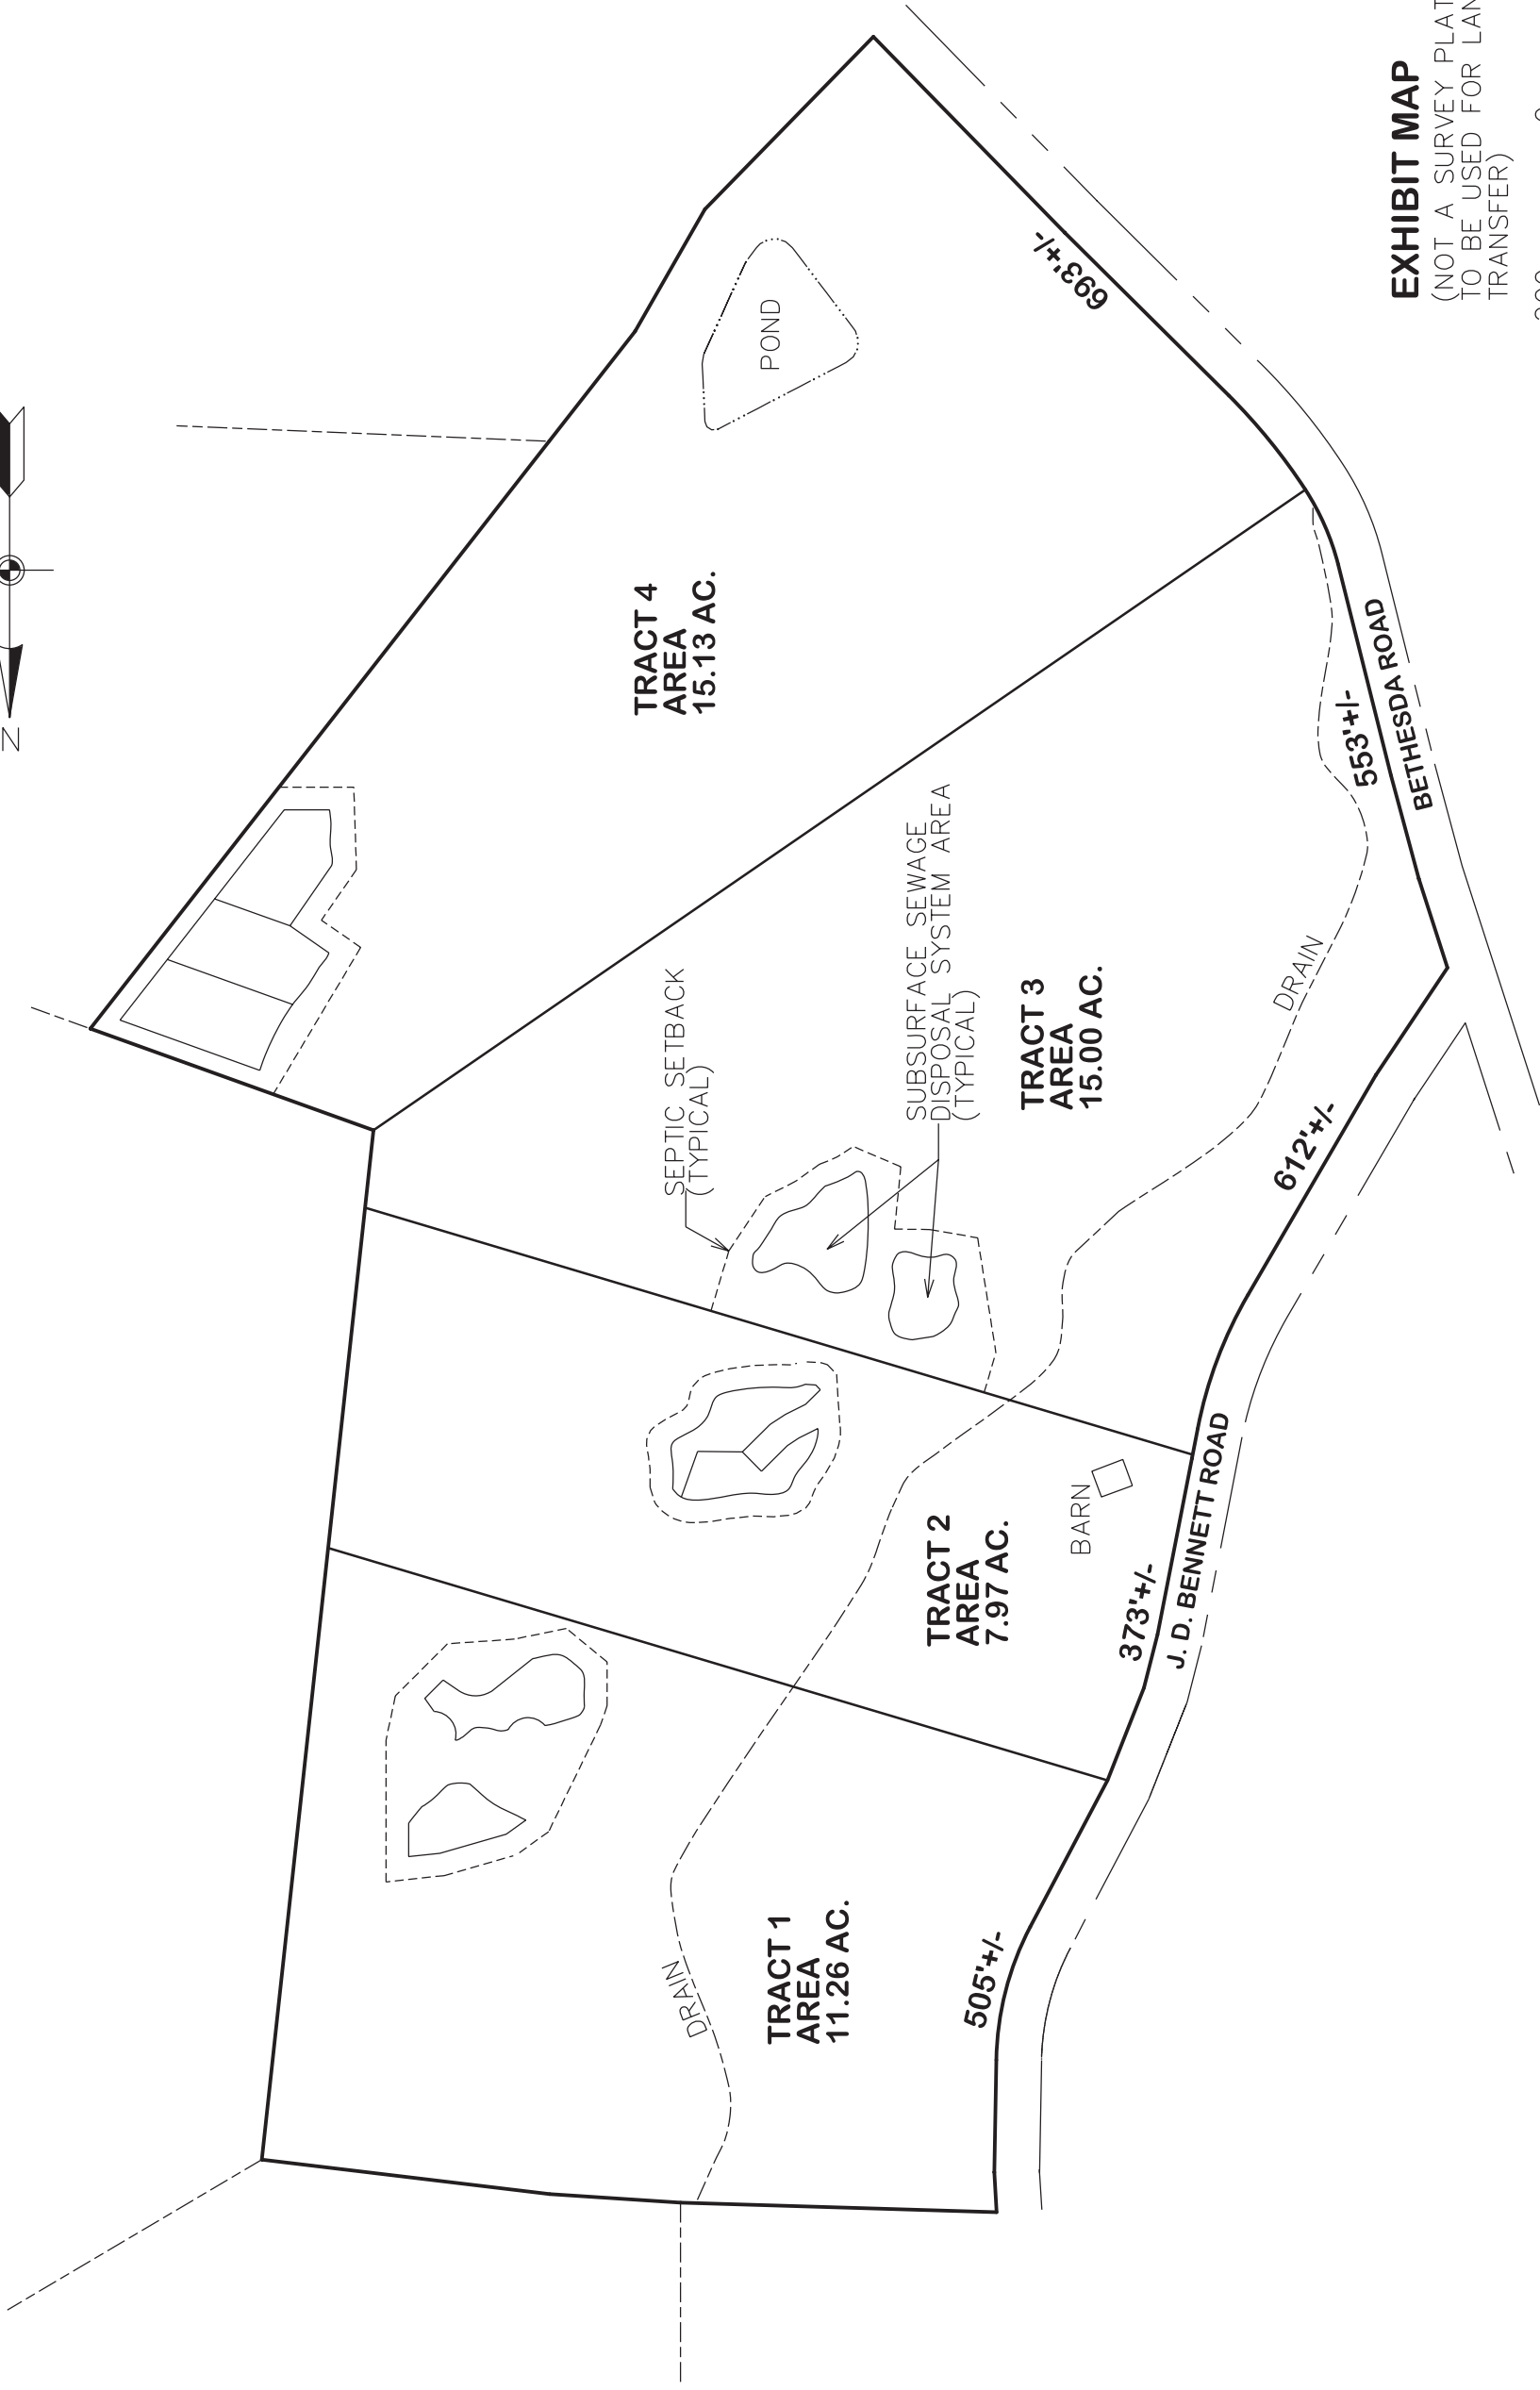 N
TRACT 4
AREA
15.13 AC.
POND
693'+/-
SEPTIC SETBACK
(TYPICAL)
SUBSURFACE SEWAGE
DISPOSAL SYSTEM AREA
(TYPICAL)
TRACT 3
AREA
15.00 AC.
DRAIN
553'+/-
BETHESDA ROAD
612'+/-
TRACT 2
AREA
7.97 AC.
BARN
373'+/-
J. D. BENNETT ROAD
TRACT 1
AREA
11.26 AC.
DRAIN
505'+/-
EXHIBIT MAP
(NOT A SURVEY PLAT
TO BE USED FOR
TRANSFER)